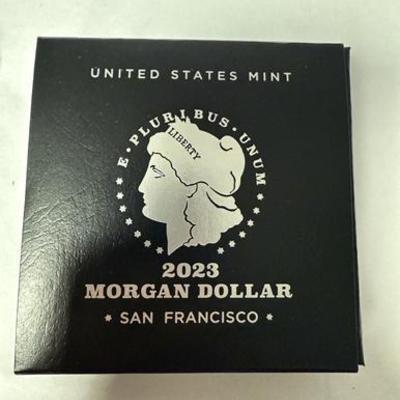 UNITED STATES MINT
E · PLURIBUS · UNUM
LIBERTY
2023
MORGAN DOLLAR
* SAN FRANCISCO *